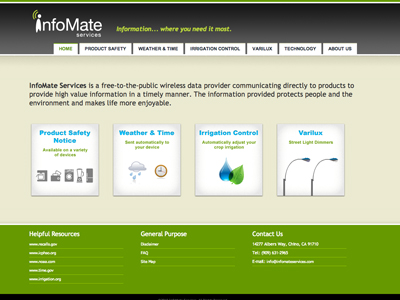 infoMate
services
Information... where you need it most.
HOME PRODUCT SAFETY WEATHER & TIME IRRIGATION CONTROL VARILUX TECHNOLOGY ABOUT US
InfoMate Services is a free-to-the-public wireless data provider communicating directly to products to
provide high value information in a timely manner. The information provided protects people and the
environment and makes life more enjoyable.
Product Safety
Notice
Available on a variety
of devices
Weather & Time
Sent automatically to
your device
Irrigation Control
Automatically adjust your
crop irrigation
Varilux
Street Light Dimmers
Helpful Resources
www.recalls.gov
www.iaphsa.org
www.noaa.com
www.time.gov
www.irrigation.org
General Purpose
Disclaimer
FAQ
Site Map
Contact Us
14277 Albers Way, Chino, CA 91710
Tel: (909) 631-2965
E-mail: info@infomateservices.com